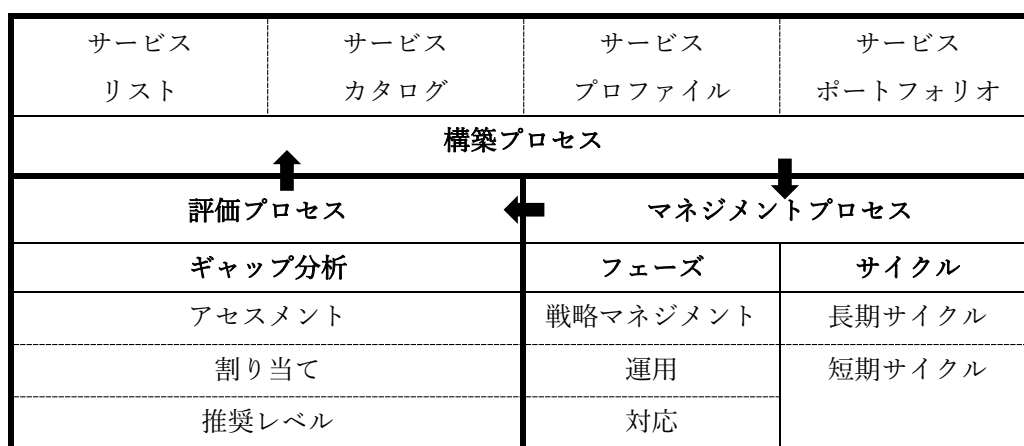 サービス サービス サービス サービス
リスト カタログ プロファイル ポートフォリオ
構築プロセス
評価プロセス マネジメントプロセス
ギャップ分析 フェーズ サイクル
アセスメント 戦略マネジメント 長期サイクル
割り当て 運用 短期サイクル
推奨レベル 対応